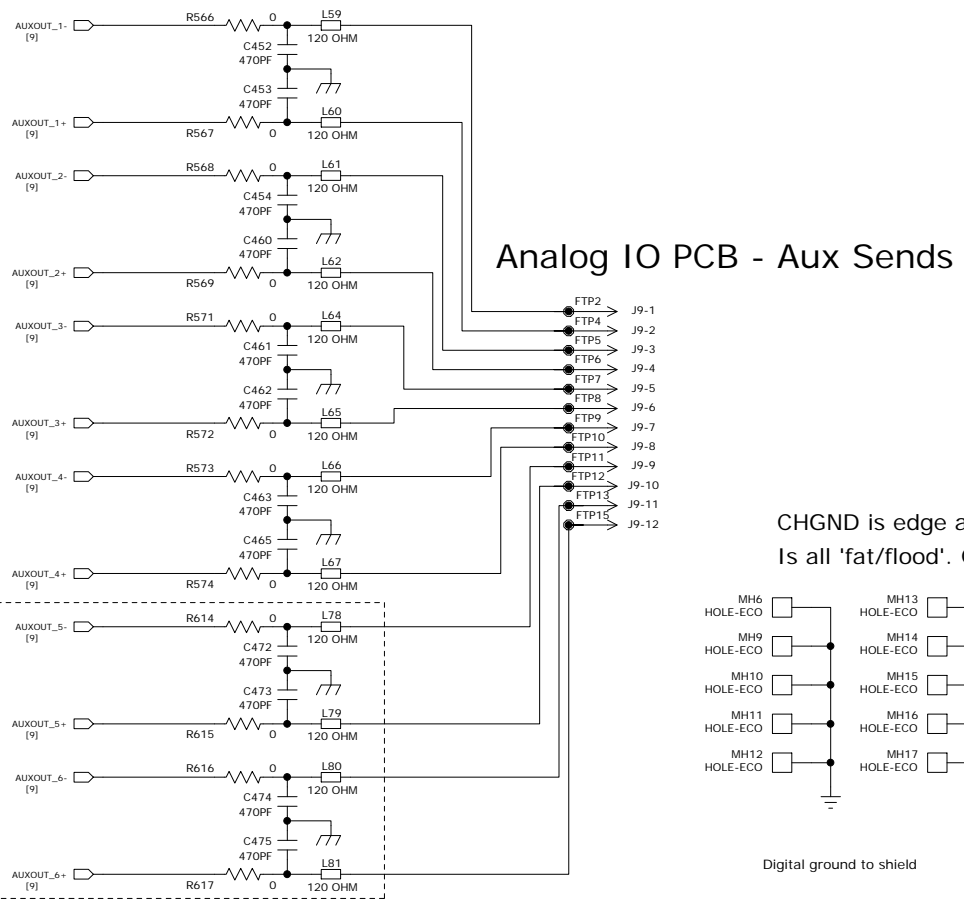 AUXOUT_1-
[9]
R566
0
L59
120 OHM
C452
470PF
C453
470PF
AUXOUT_1+
[9]
R567
0
L60
120 OHM
AUXOUT_2-
[9]
R568
0
L61
120 OHM
C454
470PF
C460
470PF
AUXOUT_2+
[9]
R569
0
L62
120 OHM
AUXOUT_3-
[9]
R571
0
L64
120 OHM
C461
470PF
C462
470PF
AUXOUT_3+
[9]
R572
0
L65
120 OHM
AUXOUT_4-
[9]
R573
0
L66
120 OHM
C463
470PF
C465
470PF
AUXOUT_4+
[9]
R574
0
L67
120 OHM
AUXOUT_5-
[9]
R614
0
L78
120 OHM
C472
470PF
C473
470PF
AUXOUT_5+
[9]
R615
0
L79
120 OHM
AUXOUT_6-
[9]
R616
0
L80
120 OHM
C474
470PF
C475
470PF
AUXOUT_6+
[9]
R617
0
L81
120 OHM
Analog IO PCB - Aux Sends
FTP2 J9-1
FTP4 J9-2
FTP5 J9-3
FTP6 J9-4
FTP7 J9-5
FTP8 J9-6
FTP9 J9-7
FTP10 J9-8
FTP11 J9-9
FTP12 J9-10
FTP13 J9-11
FTP15 J9-12
CHGND is edge a
Is all 'fat/flood'.
MH6
HOLE-ECO
MH9
HOLE-ECO
MH10
HOLE-ECO
MH11
HOLE-ECO
MH12
HOLE-ECO
MH13
HOLE-ECO
MH14
HOLE-ECO
MH15
HOLE-ECO
MH16
HOLE-ECO
MH17
HOLE-ECO
Digital ground to shield